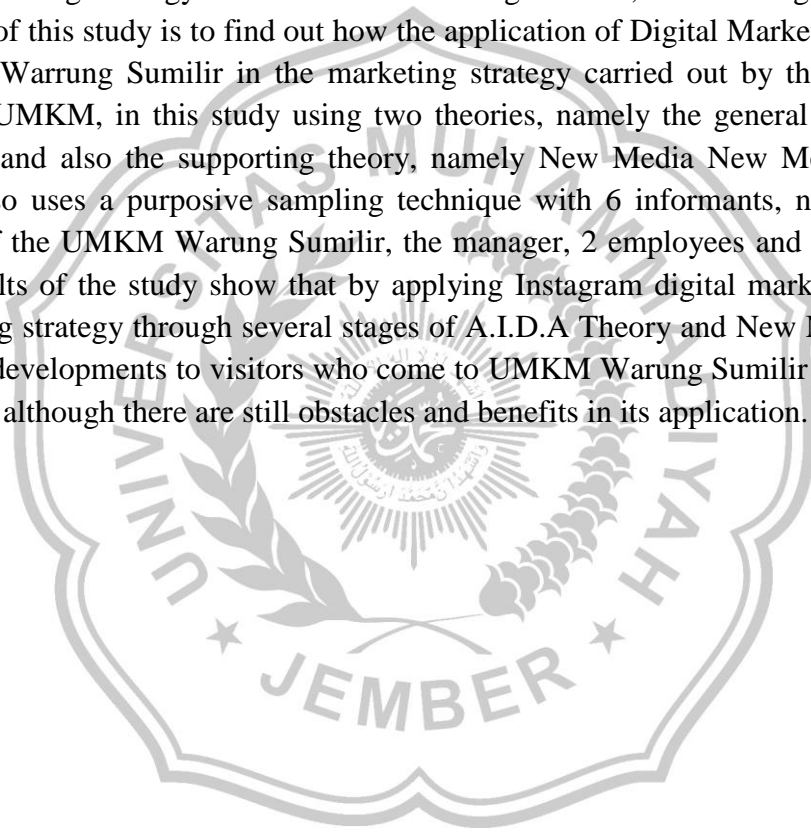 of this study is to find out how the application of Digital Marke
Warrung Sumilir in the marketing strategy carried out by th
UMKM, in this study using two theories, namely the general
and also the supporting theory, namely New Media New Me
so uses a purposive sampling technique with 6 informants, n
f the UMKM Warung Sumilir, the manager, 2 employees and
lts of the study show that by applying Instagram digital mark
g strategy through several stages of A.I.D.A Theory and New M
developments to visitors who come to UMKM Warung Sumilir
although there are still obstacles and benefits in its application.
UNIVERSITAS MUHAMMADIYAH
JEMBER